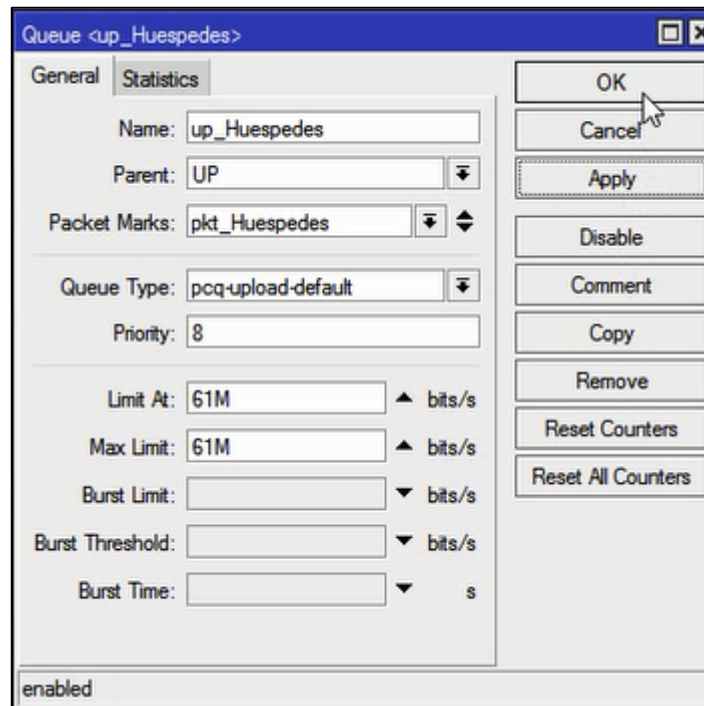 Queue <up_Huespedes>
General Statistics
Name: up_Huespedes
Parent: UP
Packet Marks: pkt_Huespedes
Queue Type: pcq-upload-default
Priority: 8
Limit At: 61M bits/s
Max Limit: 61M bits/s
Burst Limit: bits/s
Burst Threshold: bits/s
Burst Time: s
OK
Cancel
Apply
Disable
Comment
Copy
Remove
Reset Counters
Reset All Counters
enabled